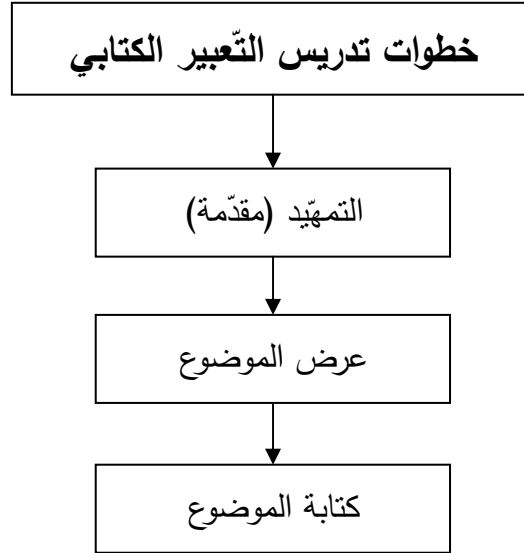 خطوات تدريس التّعبير الكتابي
التمهّيد (مقدّمة)
عرض الموضوع
كتابة الموضوع